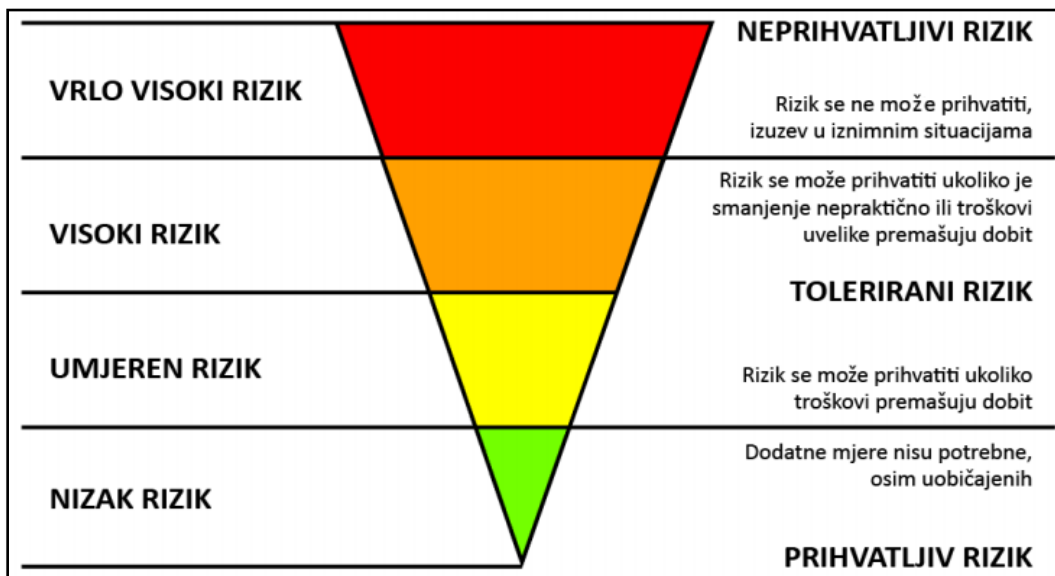 NEPRIHVATLJIVI RIZIK
VRLO VISOKI RIZIK
Rizik se ne može prihvatiti,
izuzev u iznimnim situacijama
VISOKI RIZIK
Rizik se može prihvatiti ukoliko je
smanjenje nepraktično ili troškovi
uvelike premašuju dobit
TOLERIRANI RIZIK
UMJEREN RIZIK
Rizik se može prihvatiti ukoliko
troškovi premašuju dobit
NIZAK RIZIK
Dodatne mjere nisu potrebne,
osim uobičajenih
PRIHVATLJIV RIZIK